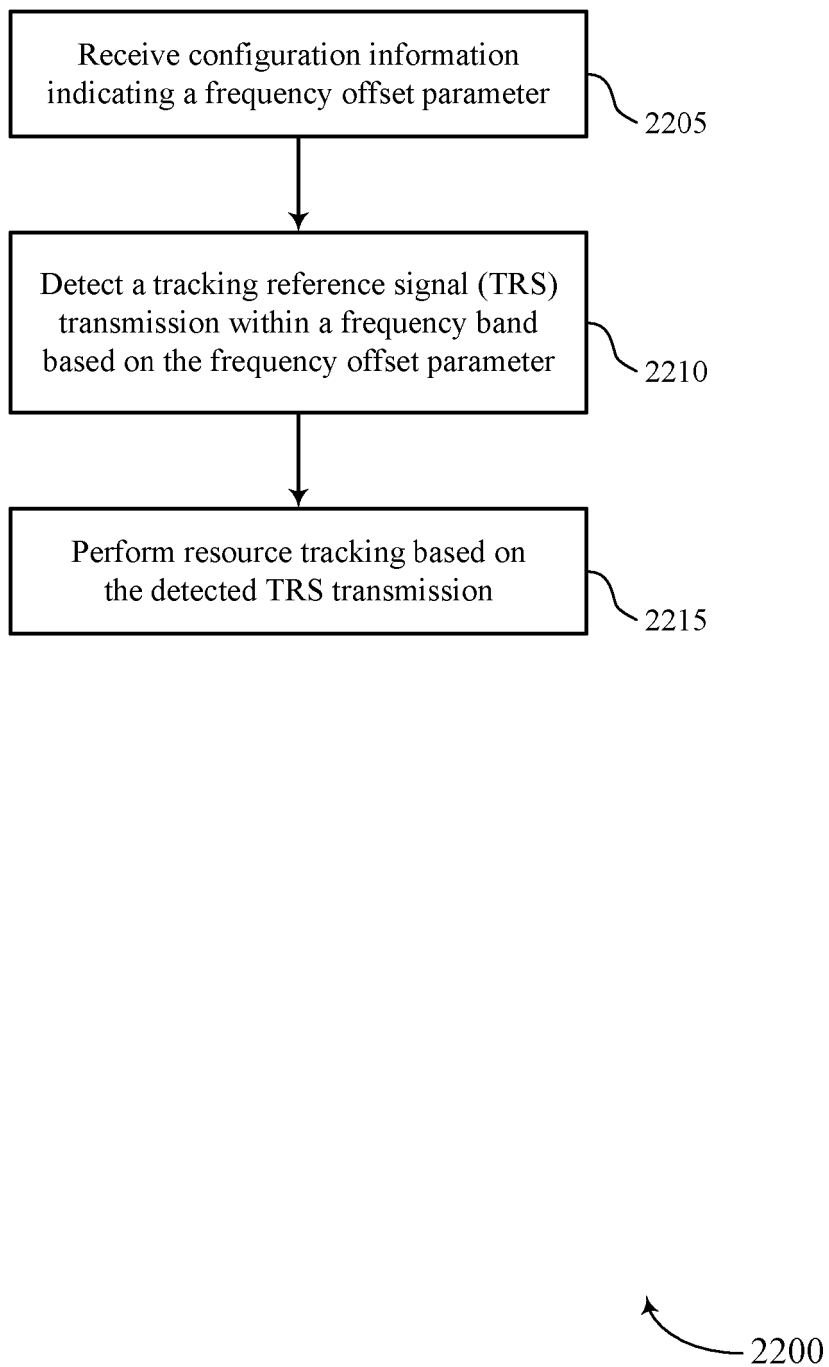 Receive configuration information
indicating a frequency offset parameter
2205
Detect a tracking reference signal (TRS)
transmission within a frequency band
based on the frequency offset parameter
2210
Perform resource tracking based on
the detected TRS transmission
2215
2200